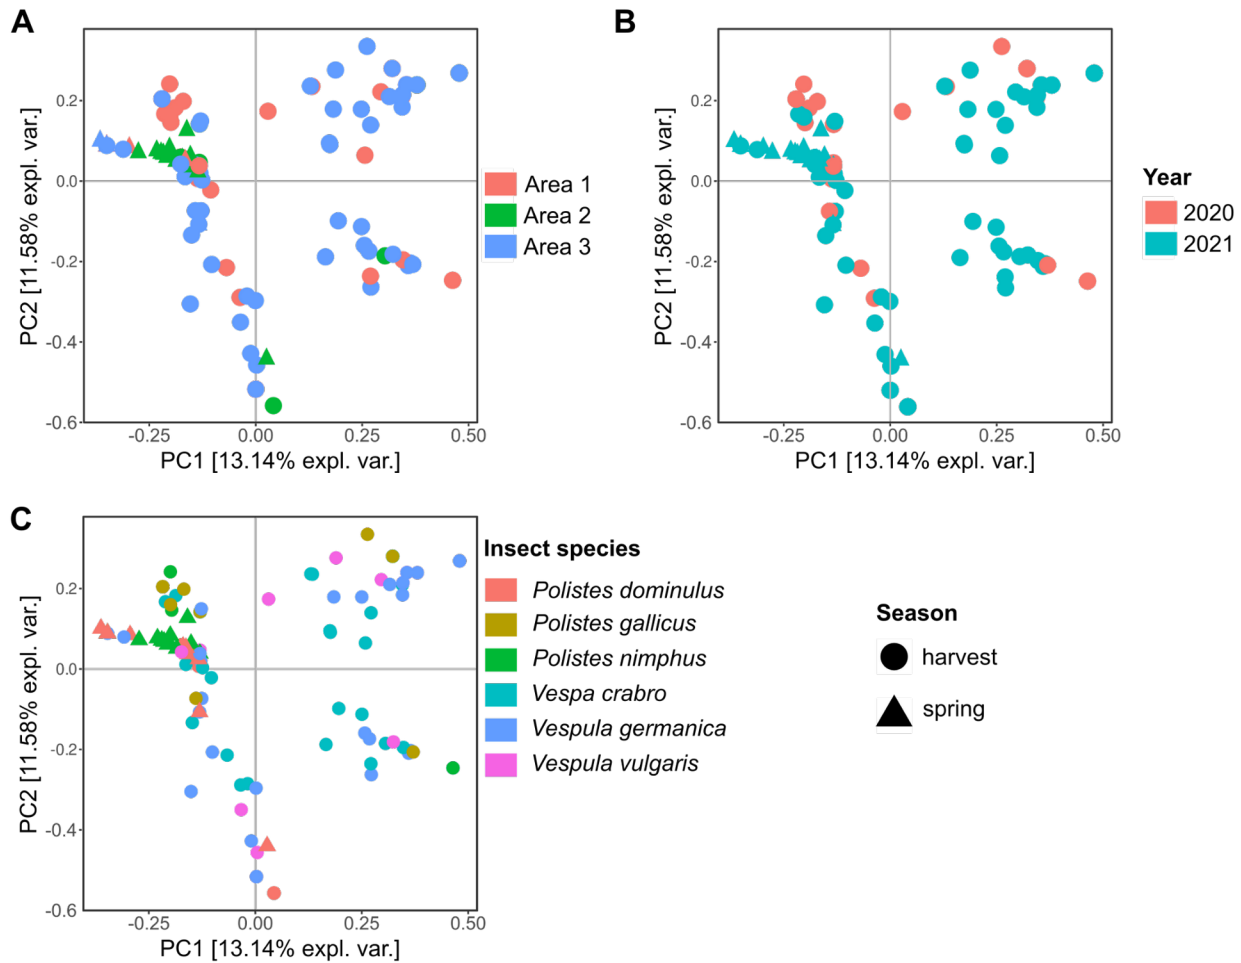 A
0.2
0.0
-0.2
-0.4
-0.6
-0.25
0.00
0.25
0.50
PC1 [13.14% expl. var.]
PC2 [11.58% expl. var.]
Area 1
Area 2
Area 3
B
0.2
0.0
-0.2
-0.4
-0.6
-0.25
0.00
0.25
0.50
PC1 [13.14% expl. var.]
PC2 [11.58% expl. var.]
Year
2020
2021
C
0.2
0.0
-0.2
-0.4
-0.6
-0.25
0.00
0.25
0.50
PC1 [13.14% expl. var.]
PC2 [11.58% expl. var.]
Insect species
Polistes dominulus
Polistes gallicus
Polistes nimphus
Vespa crabro
Vespula germanica
Vespula vulgaris
Season
harvest
spring